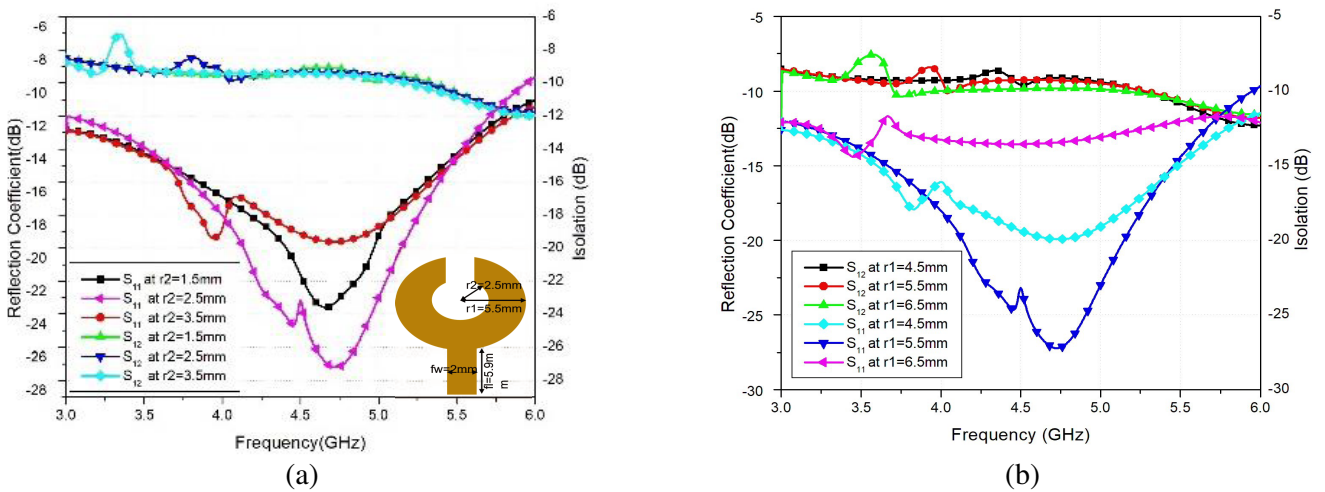 -6
-8
-10
-12
-14
-16
-18
-20
-22
-24
-26
-28
Reflection Coefficient(dB)
-6
-8
-10
-12
-14
-16
-18
-20
-22
-24
-26
-28
Isolation (dB)
S11 at r2=1.5mm
S11 at r2=2.5mm
S11 at r2=3.5mm
S12 at r2=1.5mm
S12 at r2=2.5mm
S12 at r2=3.5mm
r2=2.5mm
r1=5.5mm
fw=2mm
fl=5.9m
m
3.0 3.5 4.0 4.5 5.0 5.5 6.0
Frequency(GHz)
(a)
-5
-10
-15
-20
-25
-30
Reflection Coefficient(dB)
-5
-10
-15
-20
-25
-30
Isolation (dB)
S12 at r1=4.5mm
S12 at r1=5.5mm
S12 at r1=6.5mm
S11 at r1=4.5mm
S11 at r1=5.5mm
S11 at r1=6.5mm
3.0 3.5 4.0 4.5 5.0 5.5 6.0
Frequency (GHz)
(b)